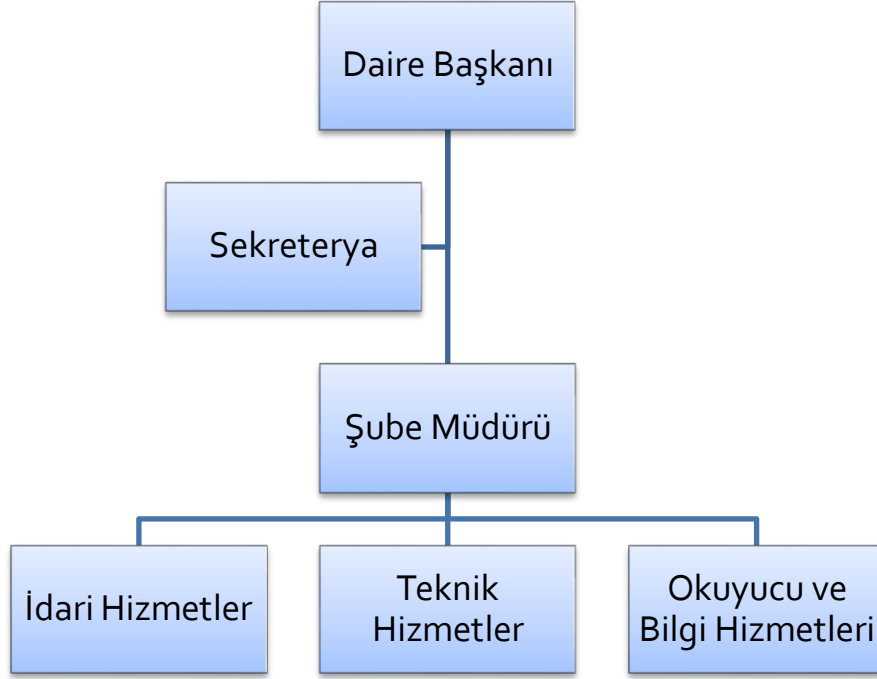 Daire Başkanı
Sekreterya
Şube Müdürü
İdari Hizmetler
Teknik
Hizmetler
Okuyucu ve
Bilgi Hizmetleri